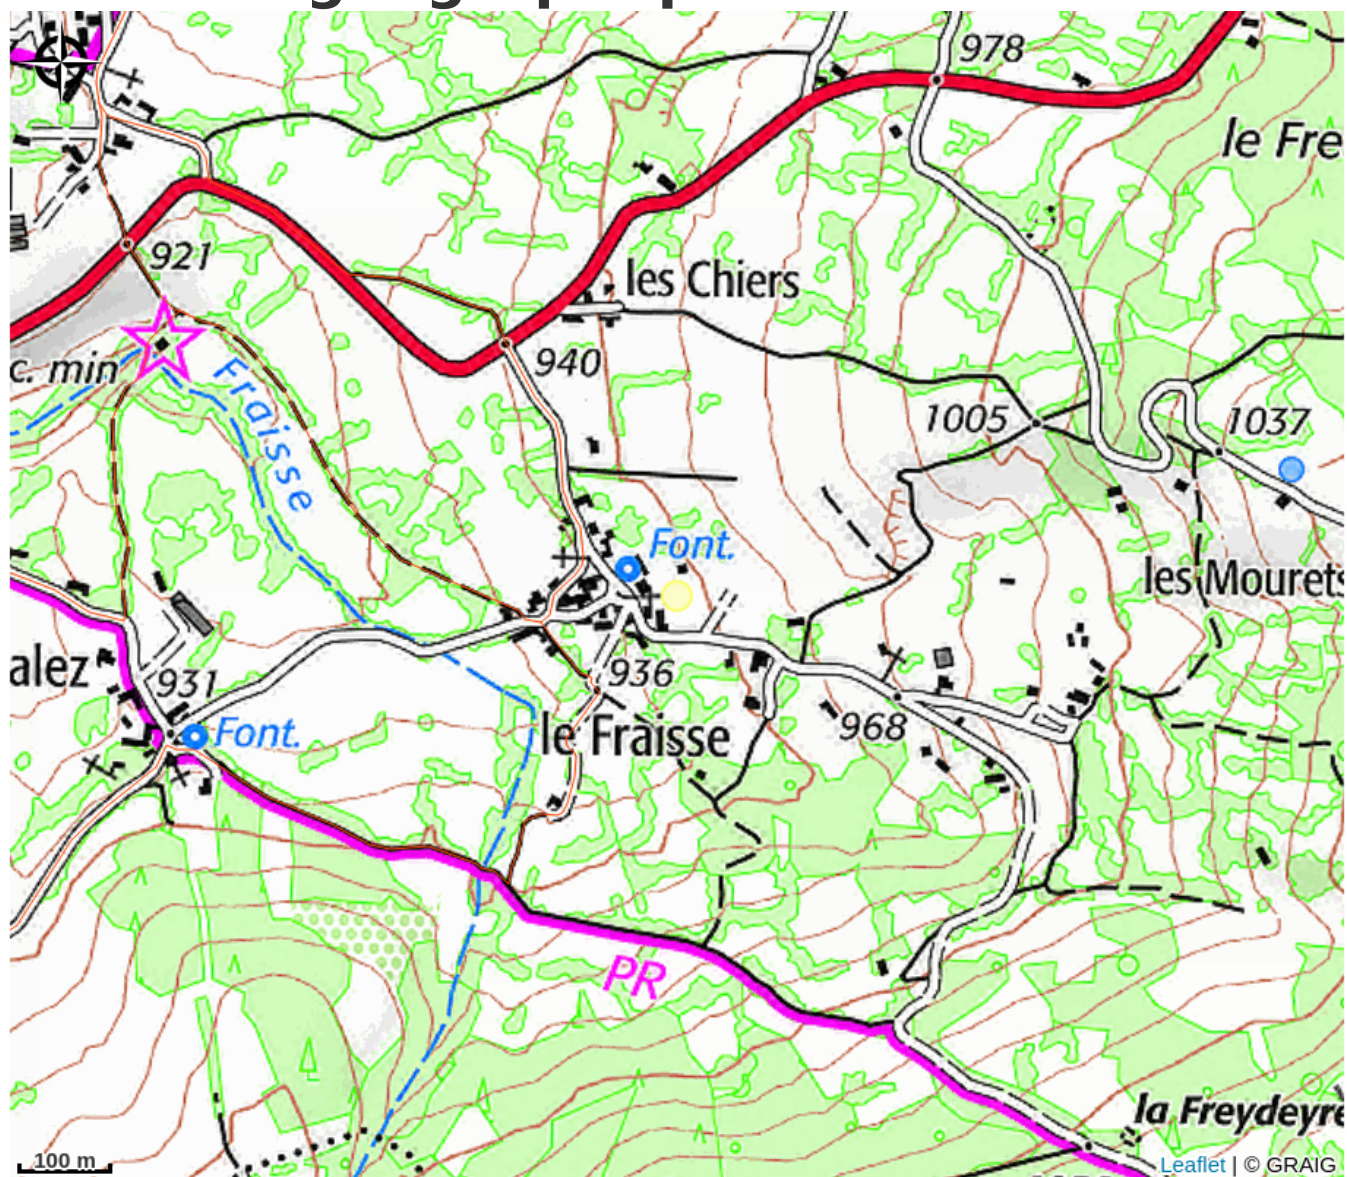 978
le Fre
921
les Chiers
940
c. min
Fraisse
1005
1037
Font.
les Mourets
alez
931
936
Font.
le Fraisse
968
PR
la Freydeyre
100 m
Leaflet | © GRAIG